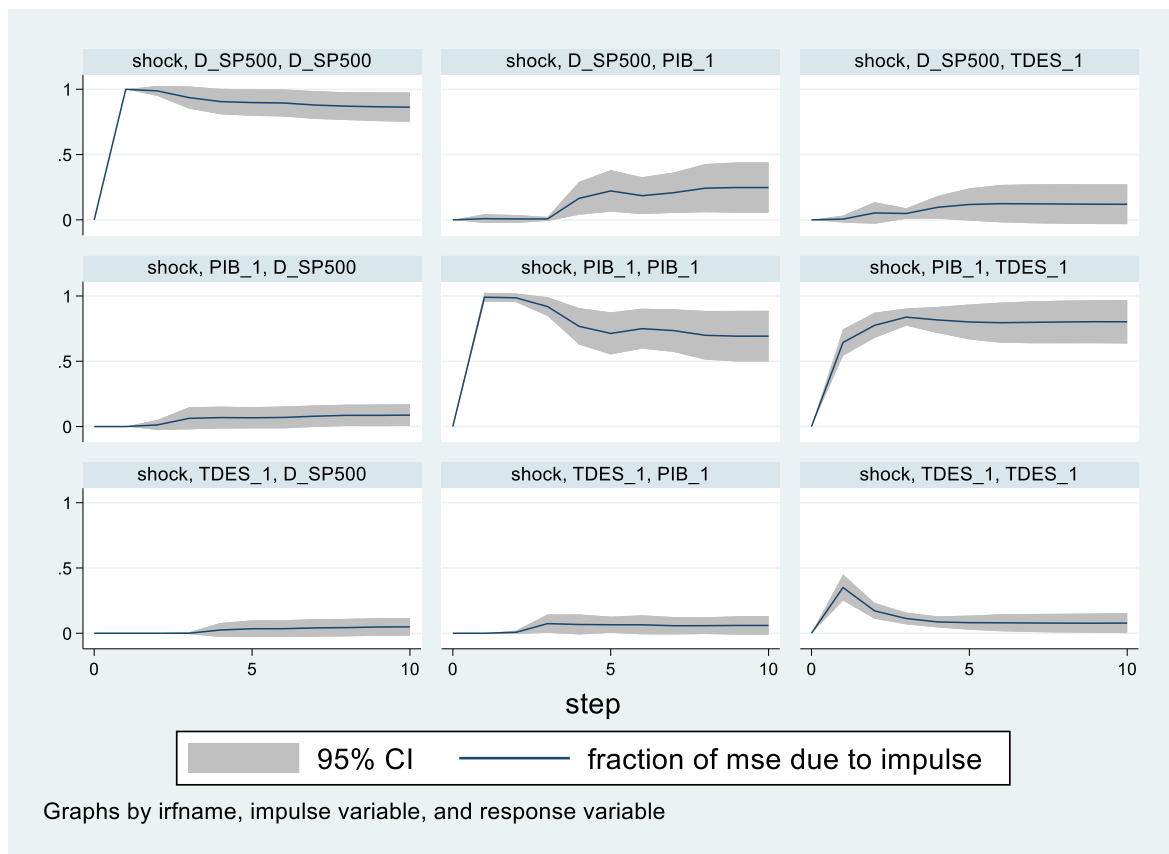 shock, D_SP500, D_SP500
shock, D_SP500, PIB_1
shock, D_SP500, TDES_1
1
.5
0
shock, PIB_1, D_SP500
shock, PIB_1, PIB_1
shock, PIB_1, TDES_1
1
.5
0
shock, TDES_1, D_SP500
shock, TDES_1, PIB_1
shock, TDES_1, TDES_1
1
.5
0
0 5 10
0 5 10
0 5 10
step
95% CI
fraction of mse due to impulse
Graphs by irfname, impulse variable, and response variable